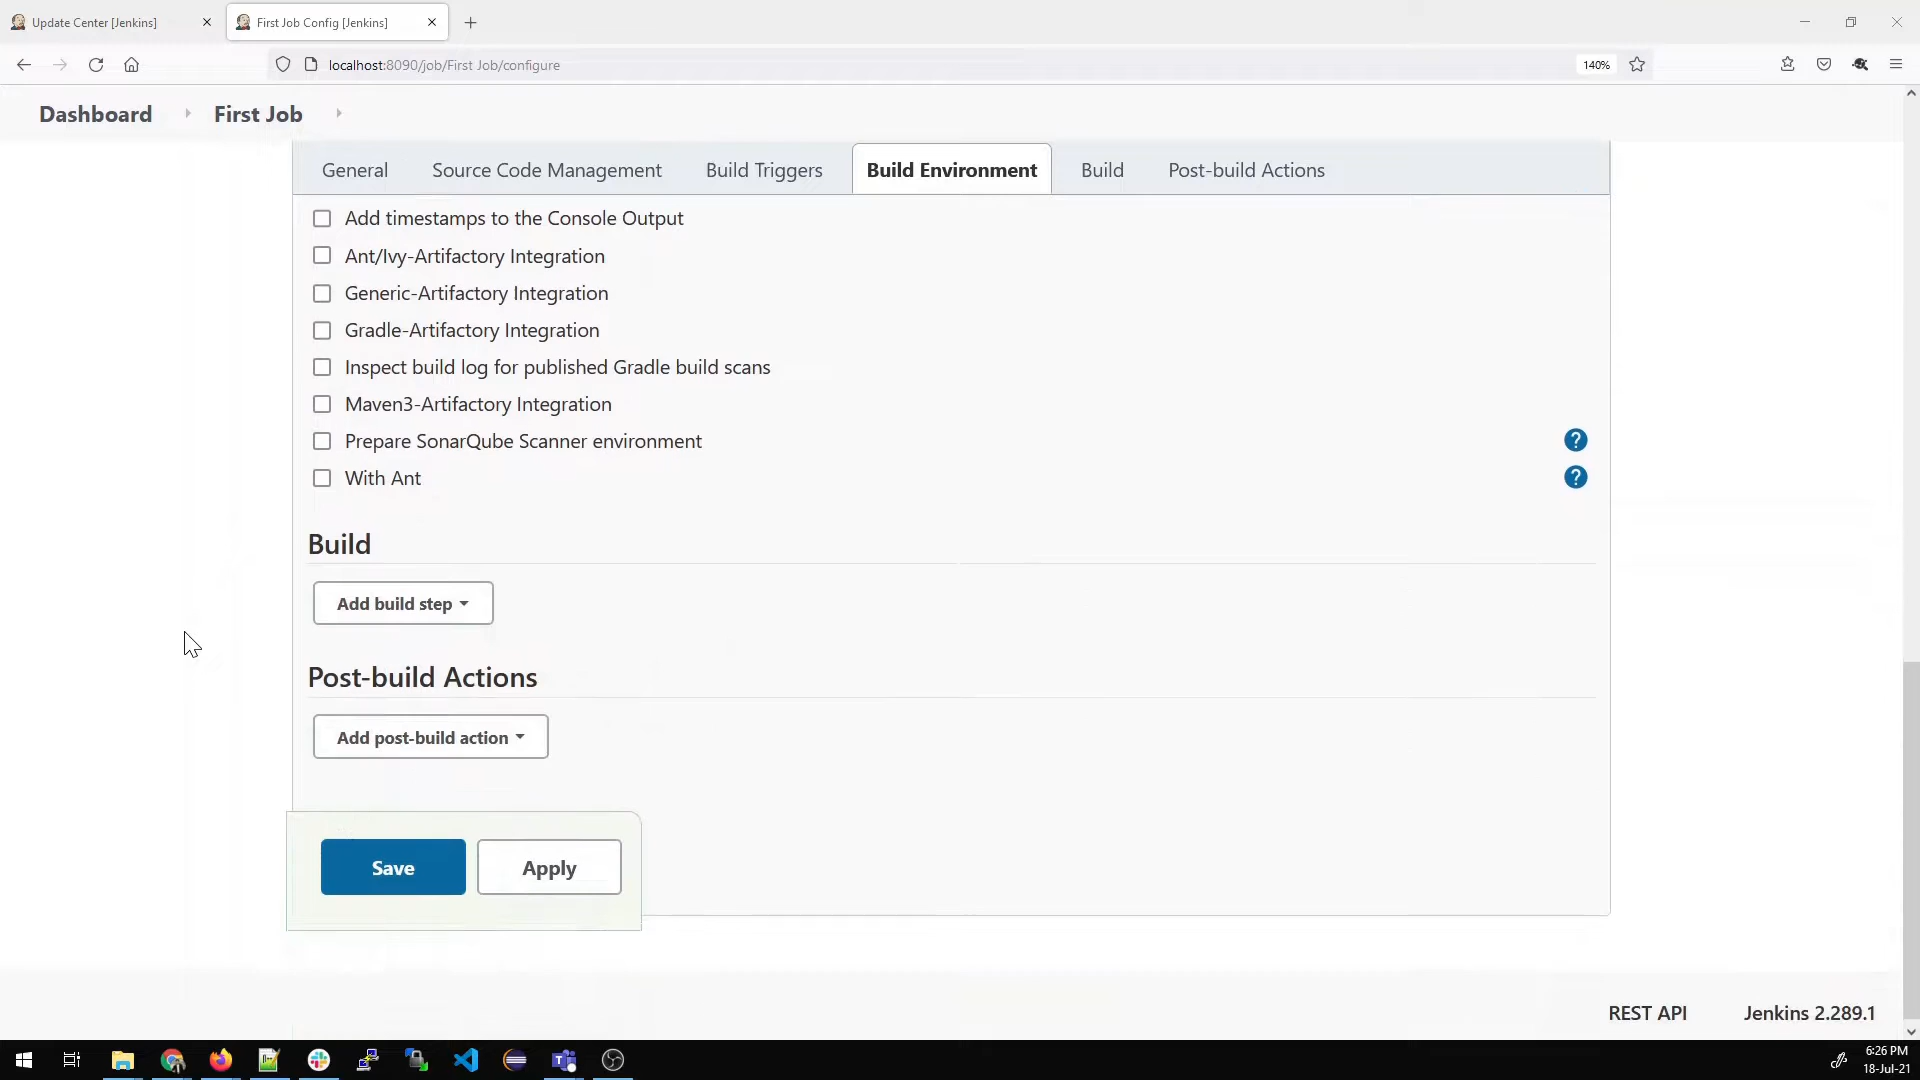 Update Center [Jenkins]
First Job Config [Jenkins]
localhost:8090/job/First Job/configure
140%
Dashboard
First Job
General
Source Code Management
Build Triggers
Build Environment
Build
Post-build Actions
Add timestamps to the Console Output
Ant/Ivy-Artifactory Integration
Generic-Artifactory Integration
Gradle-Artifactory Integration
Inspect build log for published Gradle build scans
Maven3-Artifactory Integration
Prepare SonarQube Scanner environment
?
With Ant
?
Build
Add build step
Post-build Actions
Add post-build action
Save
Apply
REST API
Jenkins 2.289.1
6:26 PM
18-Jul-21